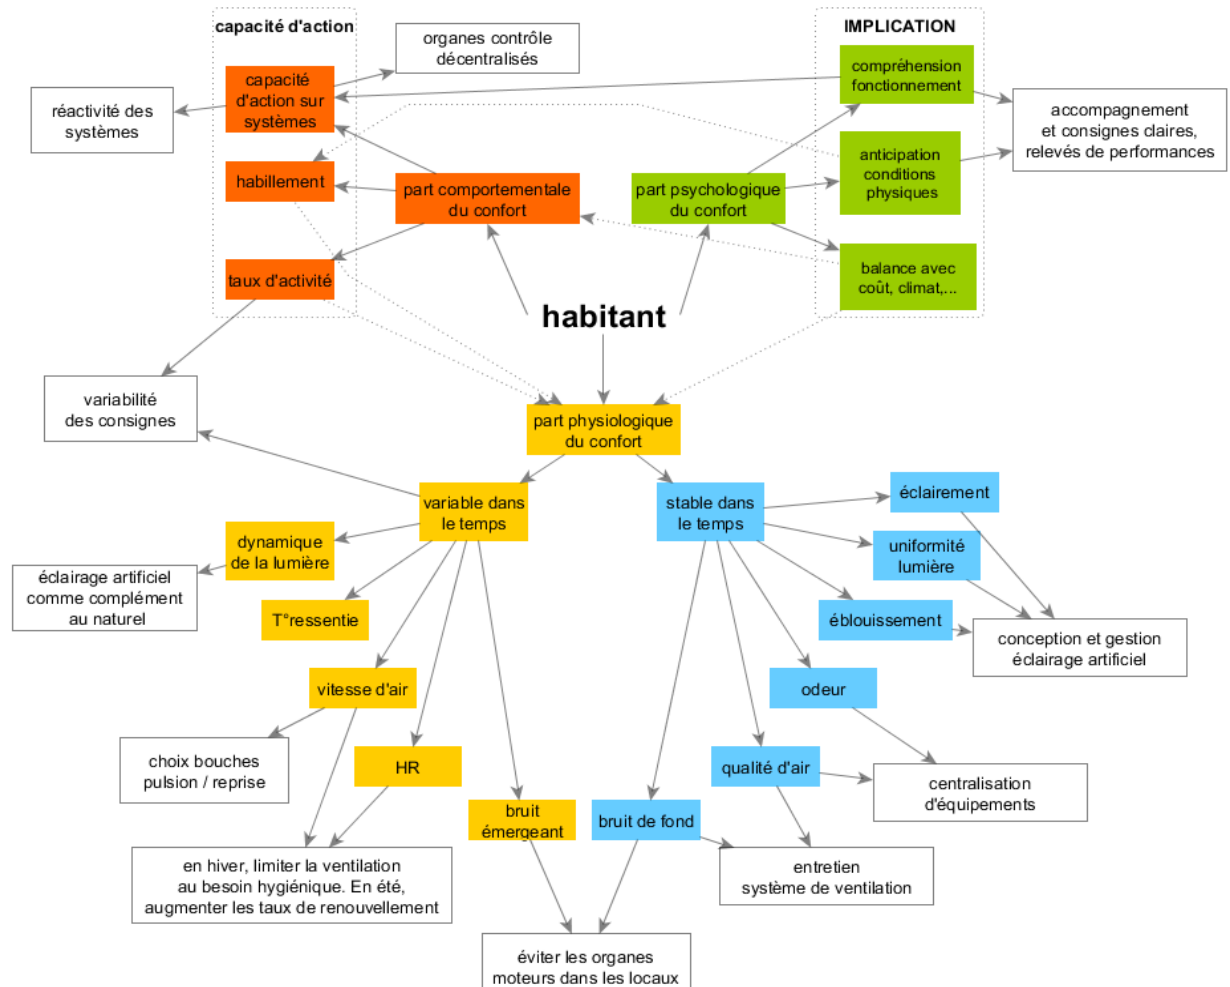 capacité d'action
IMPLICATION
organes contrôle
décentralisés
capacité
d'action sur
systèmes
compréhension
fonctionnement
réactivité des
systèmes
accompagnement
et consignes claires,
relevés de performances
habillement
part comportementale
du confort
part psychologique
du confort
anticipation
conditions
physiques
taux d'activité
balance avec
coût, climat,...
habitant
variabilité
des consignes
part physiologique
du confort
variable dans
le temps
stable dans
le temps
éclairement
dynamique
de la lumière
uniformité
lumière
éclairage artificiel
comme complément
au naturel
T°ressentie
éblouissement
conception et gestion
éclairage artificiel
vitesse d'air
odeur
choix bouches
pulsion / reprise
HR
qualité d'air
centralisation
d'équipements
bruit
émergeant
bruit de fond
en hiver, limiter la ventilation
au besoin hygiénique. En été,
augmenter les taux de renouvellement
entretien
système de ventilation
éviter les organes
moteurs dans les locaux